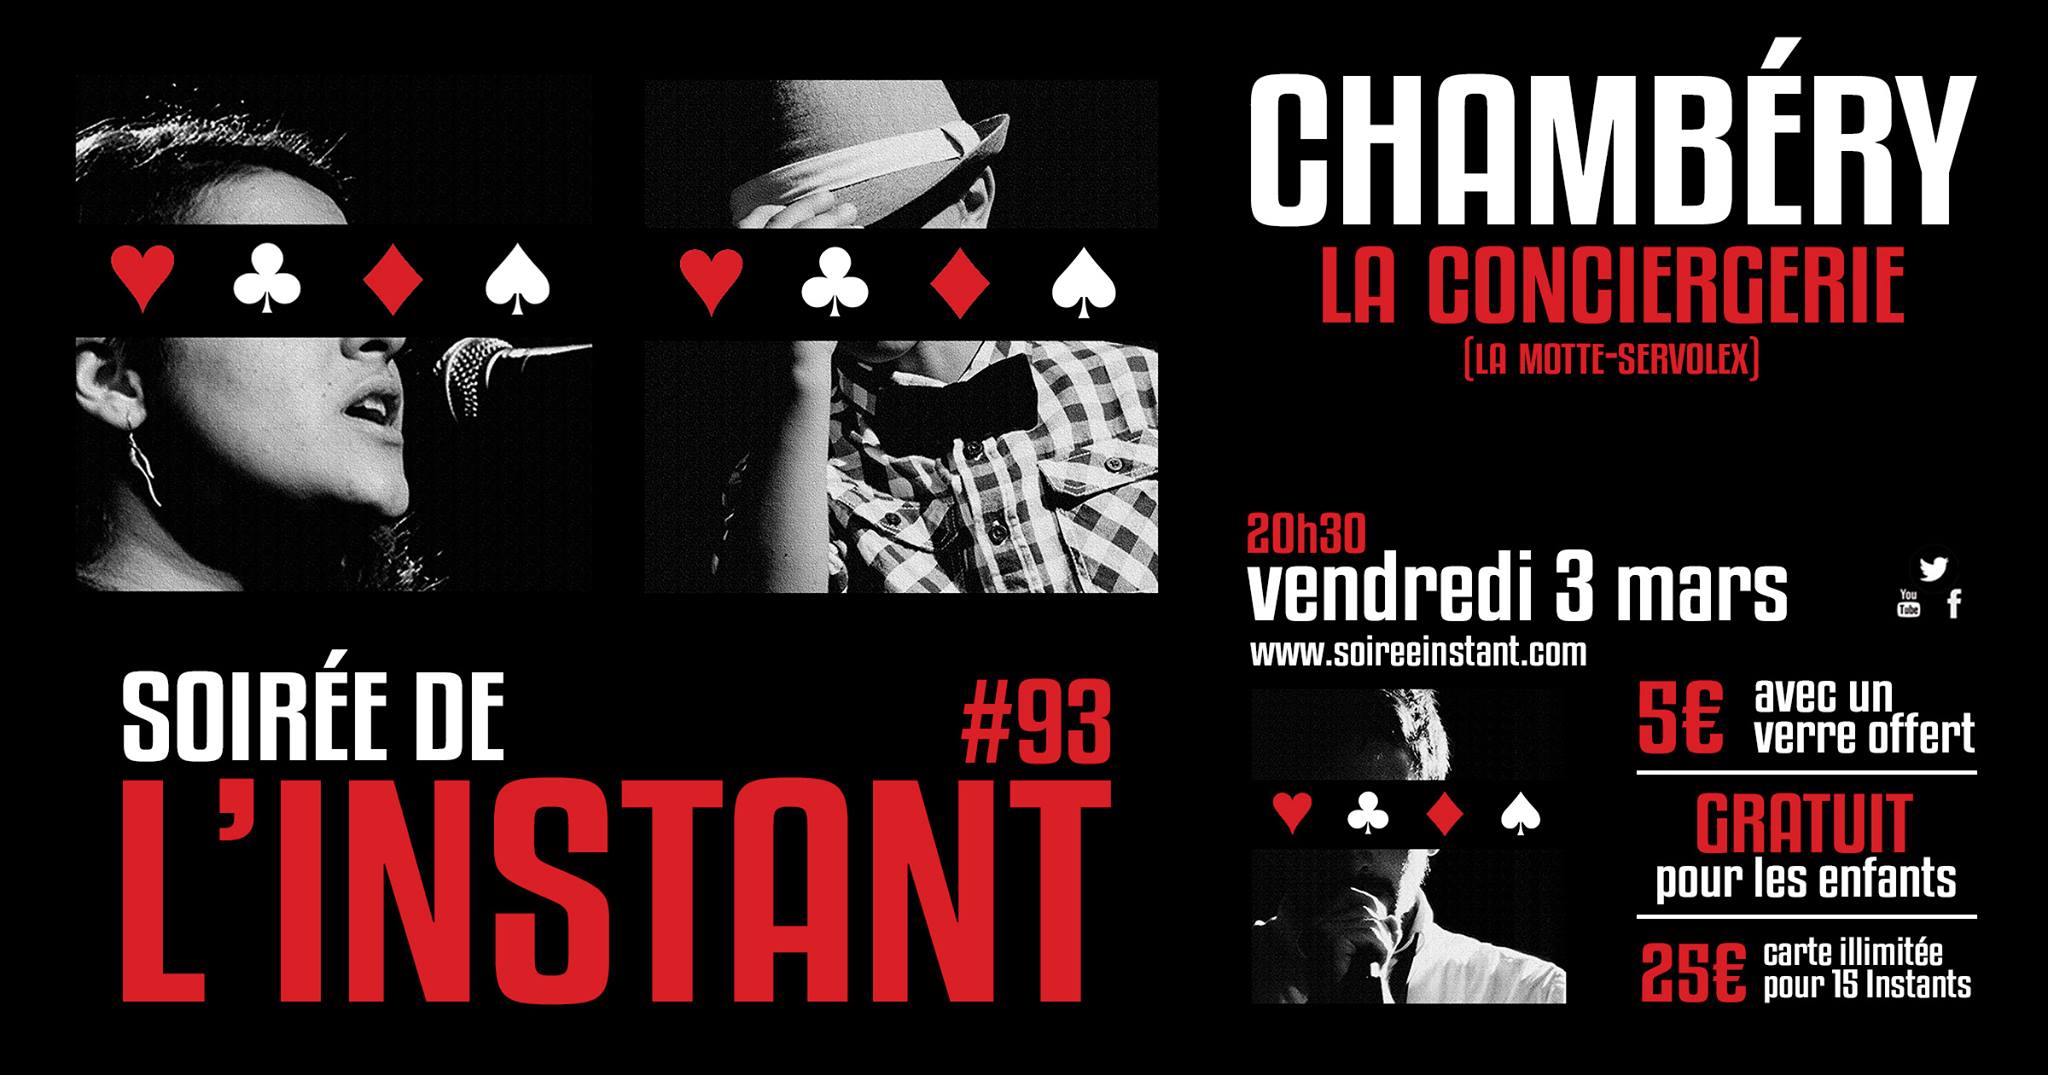 CHAMBÉRY
LA CONCIERGERIE
(LA MOTTE-SERVOLEX)
20h30
vendredi 3 mars
www.soireeinstant.com
You
Tube
f
SOIRÉE DE
#93
L'INSTANT
5€ avec un
verre offert
GRATUIT
pour les enfants
25€ carte illimitée
pour 15 Instants